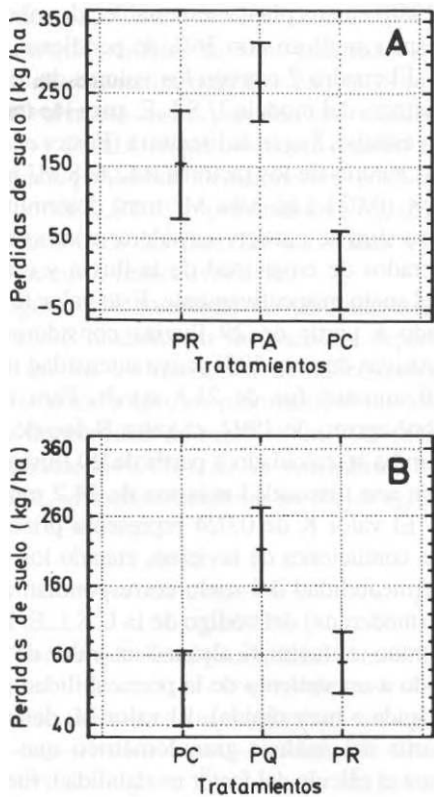 A
Perdidas de suelo (kg/ha)
350
250
150
50
-50
PR PA PC
Tratamientos
B
Perdidas de suelo (kg/ha)
360
260
160
60
40
PC PQ PR
Tratamientos